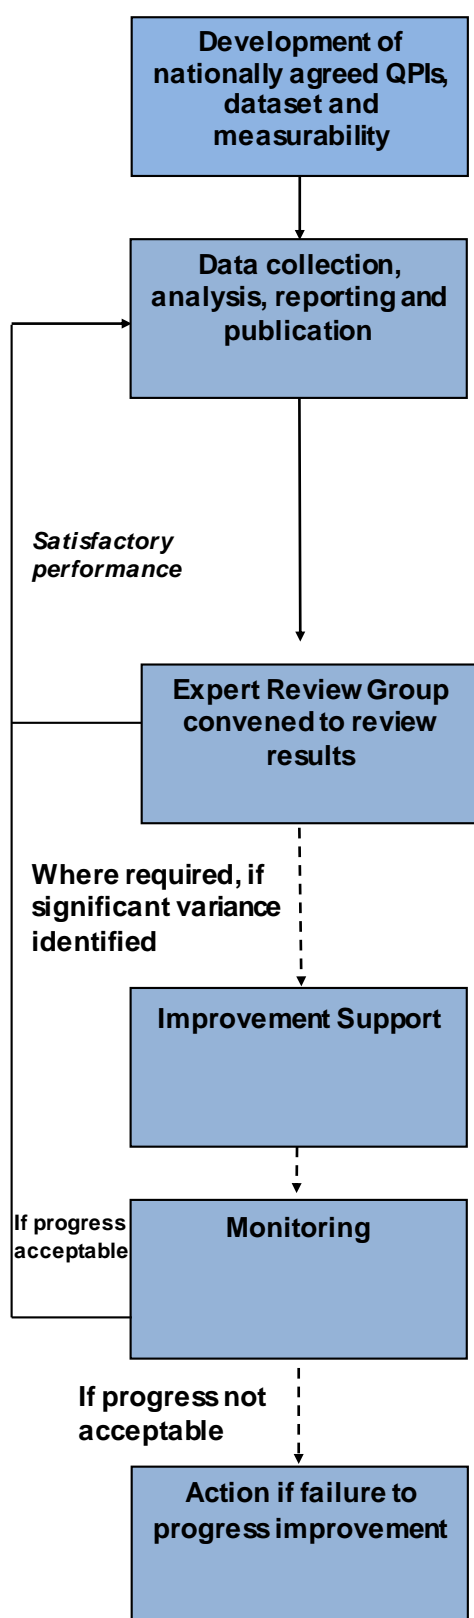 Development of
nationally agreed QPIs,
dataset and
measurability
Data collection,
analysis, reporting and
publication
Satisfactory
performance
Expert Review Group
convened to review
results
Where required, if
significant variance
identified
Improvement Support
If progress
acceptable
Monitoring
If progress not
acceptable
Action if failure to
progress improvement